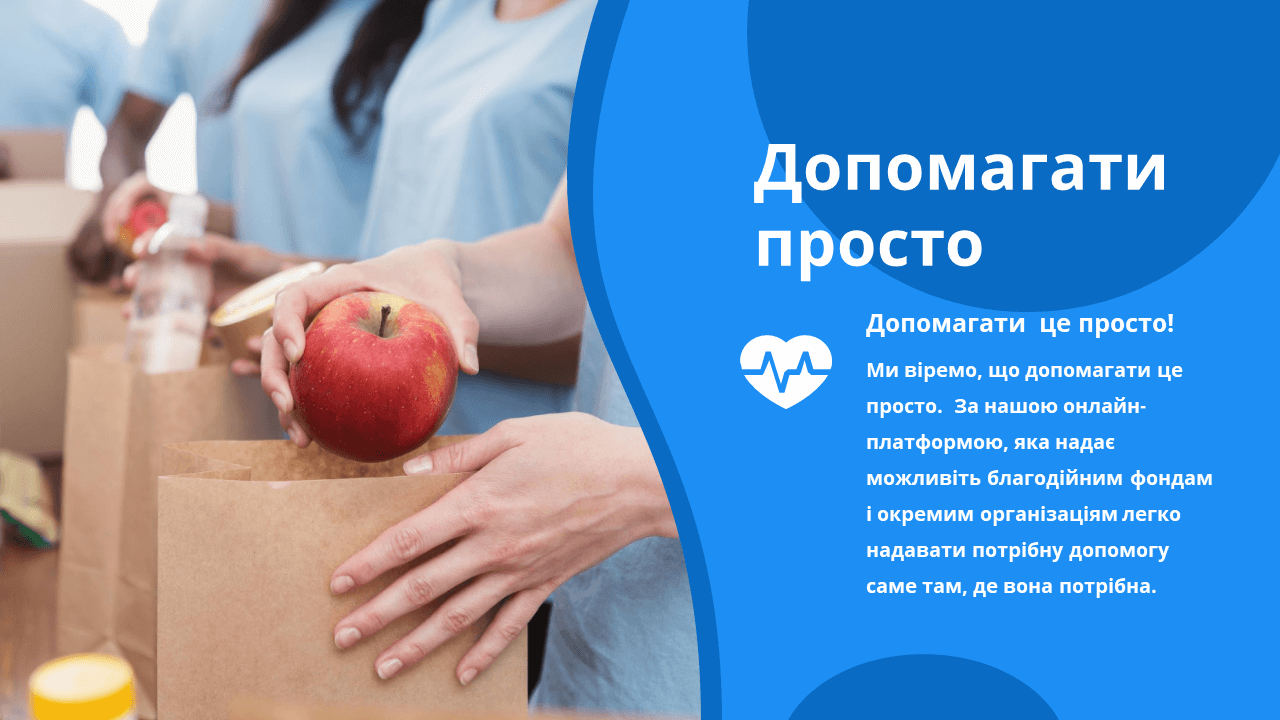 Допомагати
просто
Допомагати  це просто!
Ми віремо, що допомагати це
просто.  За нашою онлайн-
платформою, яка надає
можливіть благодійним фондам
і окремим організаціям легко
надавати потрібну допомогу
саме там, де вона потрібна.